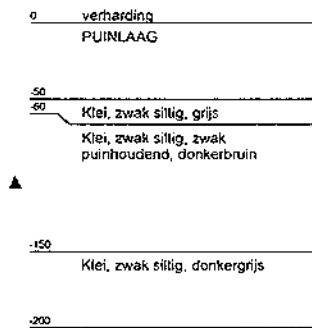 0 verharding
PUINLAAG
-50
Klei, zwak siltig, grijs
-60
Klei, zwak siltig, zwak
puinhoudend, donkerbruin
-150
Klei, zwak siltig, donkergrijs
-200